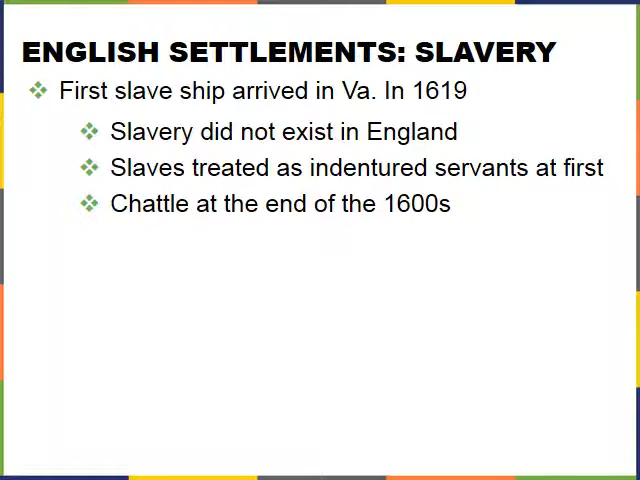 ENGLISH SETTLEMENTS: SLAVERY
First slave ship arrived in Va. In 1619
Slavery did not exist in England
Slaves treated as indentured servants at first
Chattle at the end of the 1600s